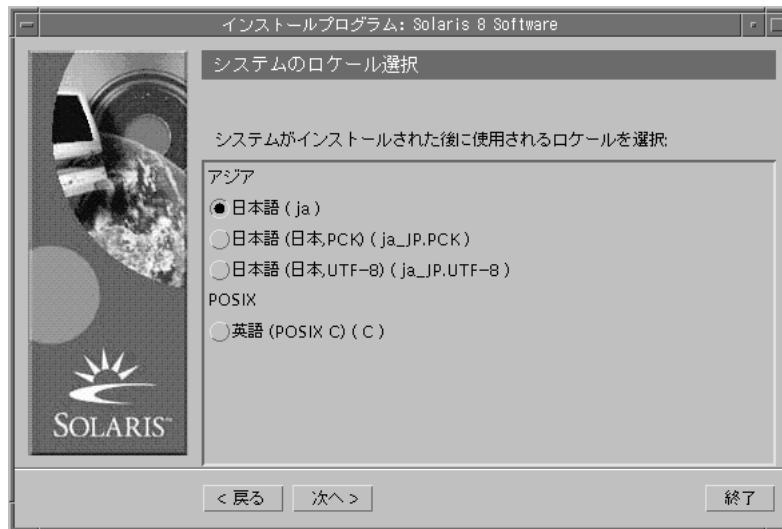 インストールプログラム: Solaris 8 Software
システムのロケール選択
システムがインストールされた後に使用されるロケールを選択:
アジア
日本語 ( ja )
日本語 (日本,PCK) ( ja_JP.PCK )
日本語 (日本,UTF-8) ( ja_JP.UTF-8 )
POSIX
英語 (POSIX C) ( C )
SOLARIS™
< 戻る
次へ >
終了